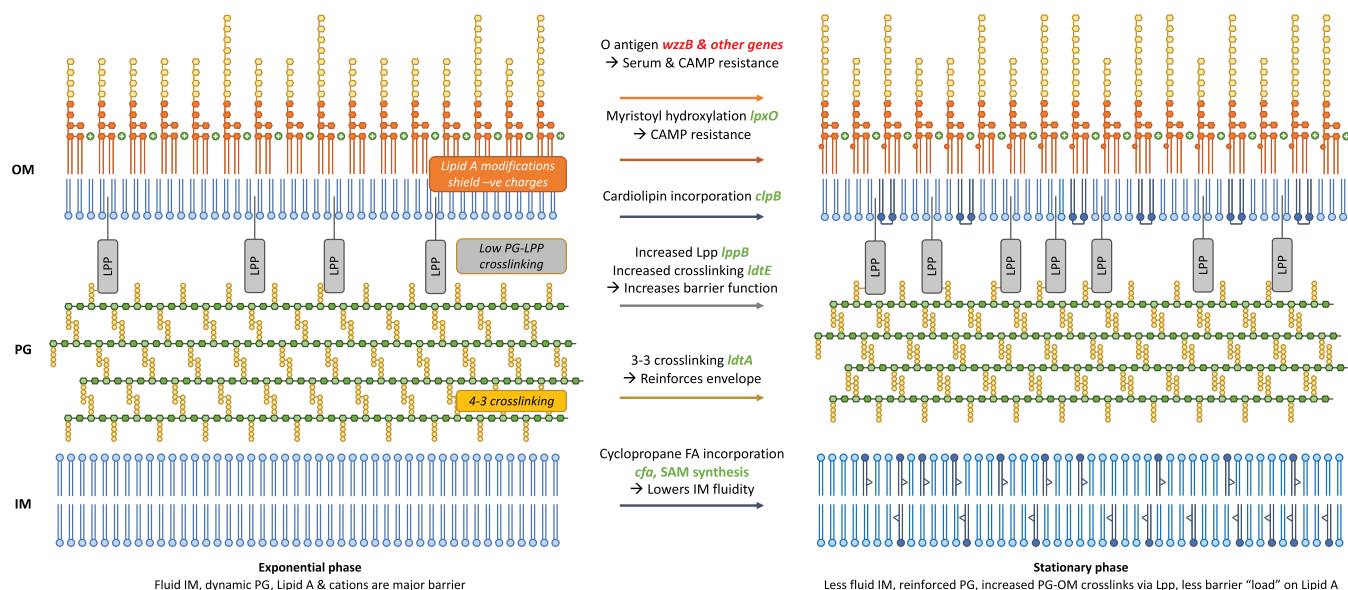 O antigen wzzB & other genes
→ Serum & CAMP resistance
Myristoyl hydroxylation lpxO
→ CAMP resistance
OM
Lipid A modifications
shield –ve charges
Cardiolipin incorporation clpB
LPP
LPP
LPP
LPP
Low PG-LPP
crosslinking
Increased Lpp lppB
Increased crosslinking ldtE
→ Increases barrier function
LPP
LPP
LPP
LPP
LPP
LPP
LPP
PG
3-3 crosslinking ldtA
→ Reinforces envelope
4-3 crosslinking
Cyclopropane FA incorporation
cfa, SAM synthesis
→ Lowers IM fluidity
IM
Exponential phase
Fluid IM, dynamic PG, Lipid A & cations are major barrier
Stationary phase
Less fluid IM, reinforced PG, increased PG-OM crosslinks via Lpp, less barrier “load” on Lipid A